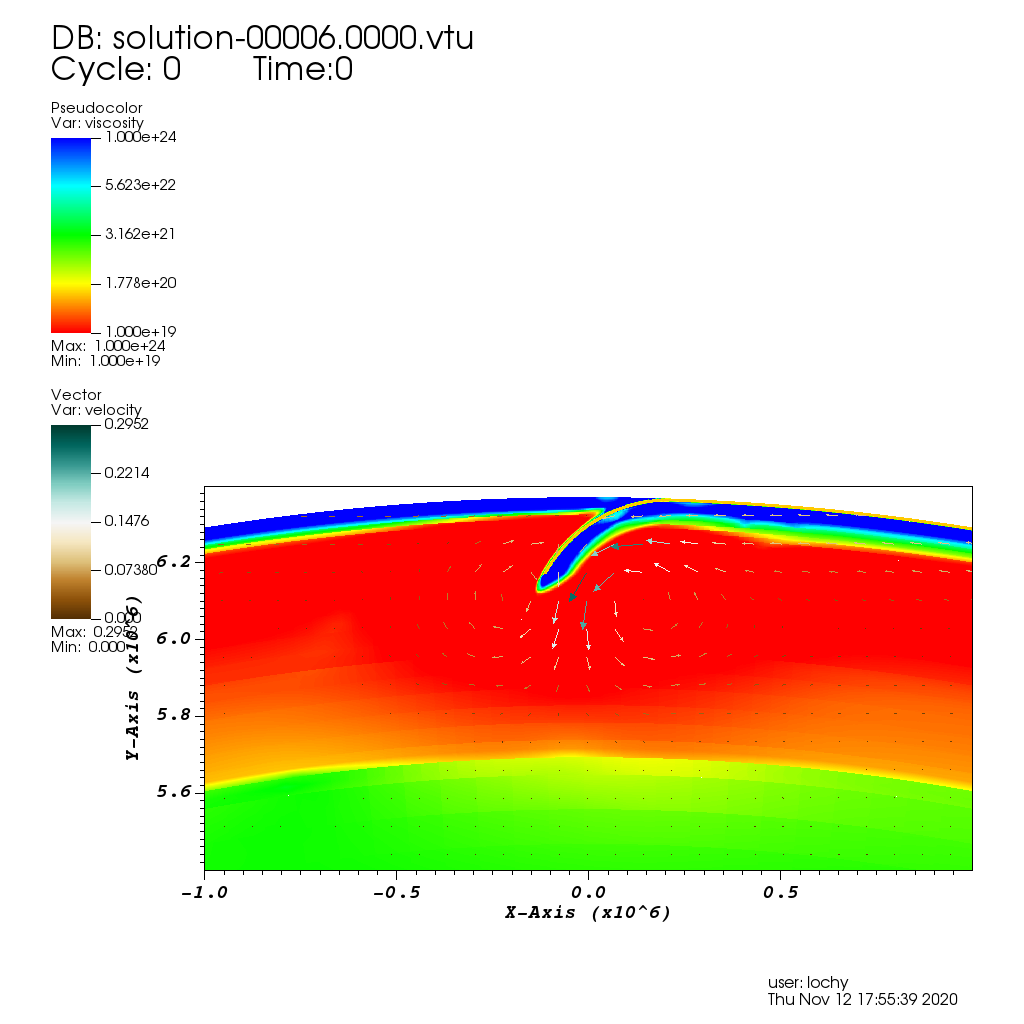 DB: solution-00006.0000.vtu
Cycle: 0 Time:0
Pseudocolor
Var: viscosity
1.000e+24
5.623e+22
3.162e+21
1.778e+20
1.000e+19
Max: 1.000e+24
Min: 1.000e+19
Vector
Var: velocity
0.2952
0.2214
0.1476
0.07380
0.000
Max: 0.2952
Min: 0.000
Y-Axis (x10^6)
6.2
6.0
5.8
5.6
-1.0 -0.5 0.0 0.5
X-Axis (x10^6)
user: lochy
Thu Nov 12 17:55:39 2020